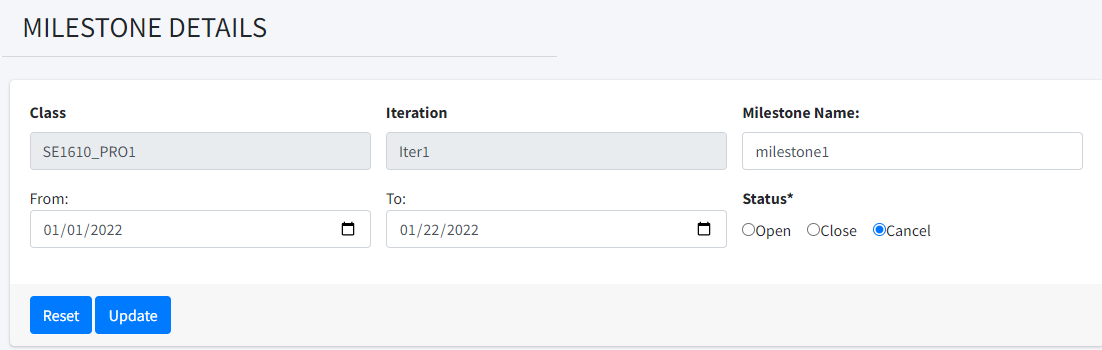 MILESTONE DETAILS
Class Iteration Milestone Name:
SE1610_PRO1 Iter1 milestone1
From: To: Status*
01/01/2022 01/22/2022 Open Close Cancel
Reset Update